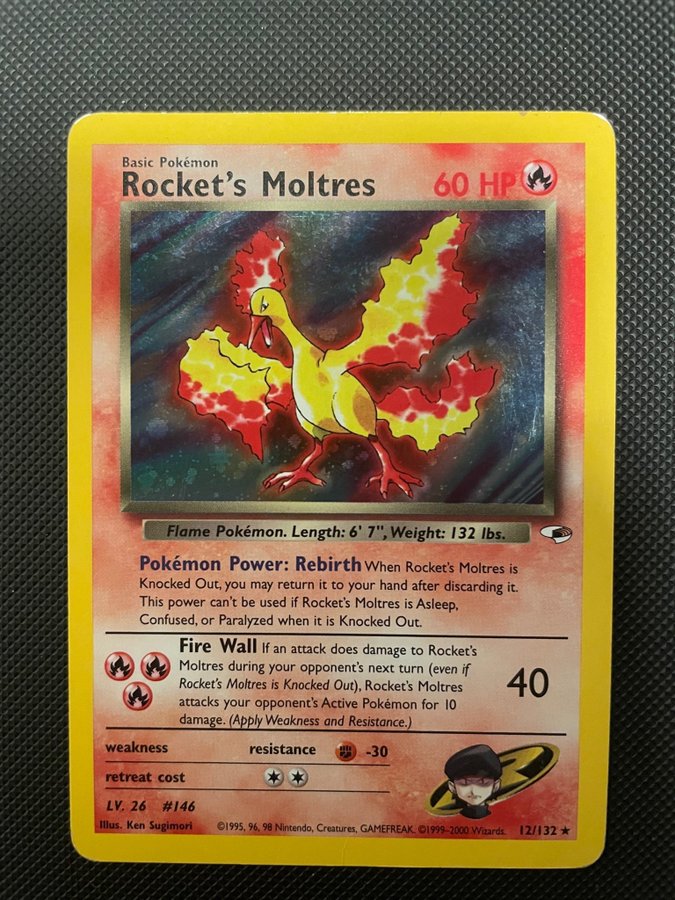 Basic Pokémon
Rocket's Moltres 60 HP
Flame Pokémon. Length: 6' 7", Weight: 132 lbs.
Pokémon Power: Rebirth When Rocket's Moltres is
Knocked Out, you may return it to your hand after discarding it.
This power can't be used if Rocket's Moltres is Asleep,
Confused, or Paralyzed when it is Knocked Out.
Fire Wall If an attack does damage to Rocket's
Moltres during your opponent's next turn (even if
Rocket's Moltres is Knocked Out), Rocket's Moltres
attacks your opponent's Active Pokémon for 10
damage. (Apply Weakness and Resistance.)
40
weakness resistance -30
retreat cost
LV. 26 #146
Illus. Ken Sugimori ©1995, 96, 98 Nintendo, Creatures, GAMEFREAK. ©1999-2000 Wizards. 12/132 ★